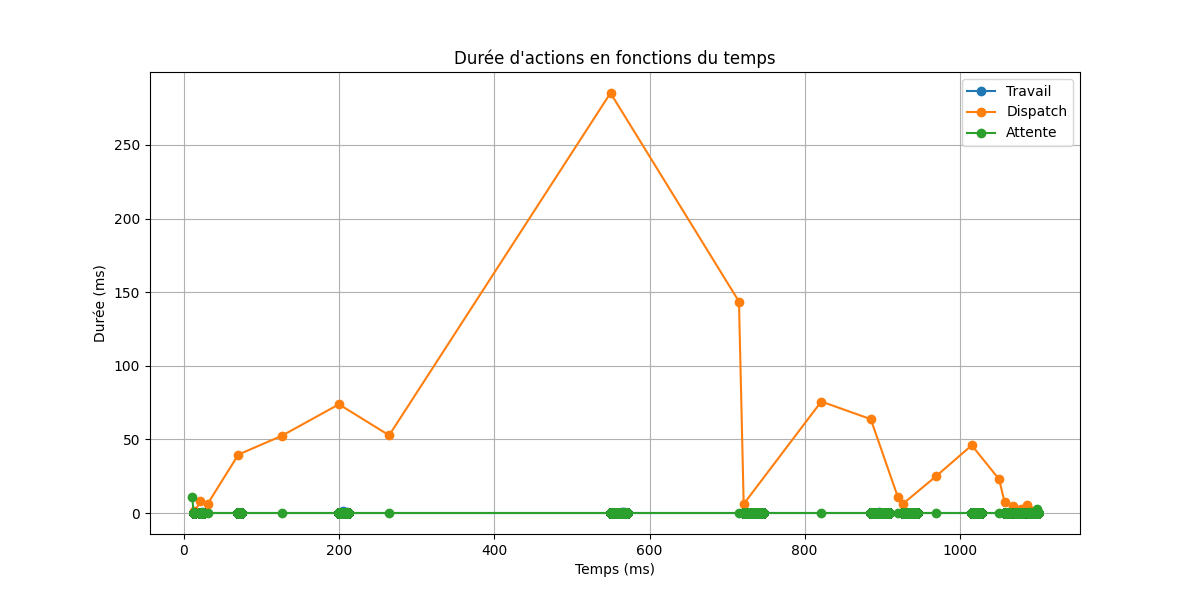 Durée d'actions en fonctions du temps
Travail
Dispatch
Attente
250
200
150
100
50
0
Durée (ms)
0 200 400 600 800 1000
Temps (ms)